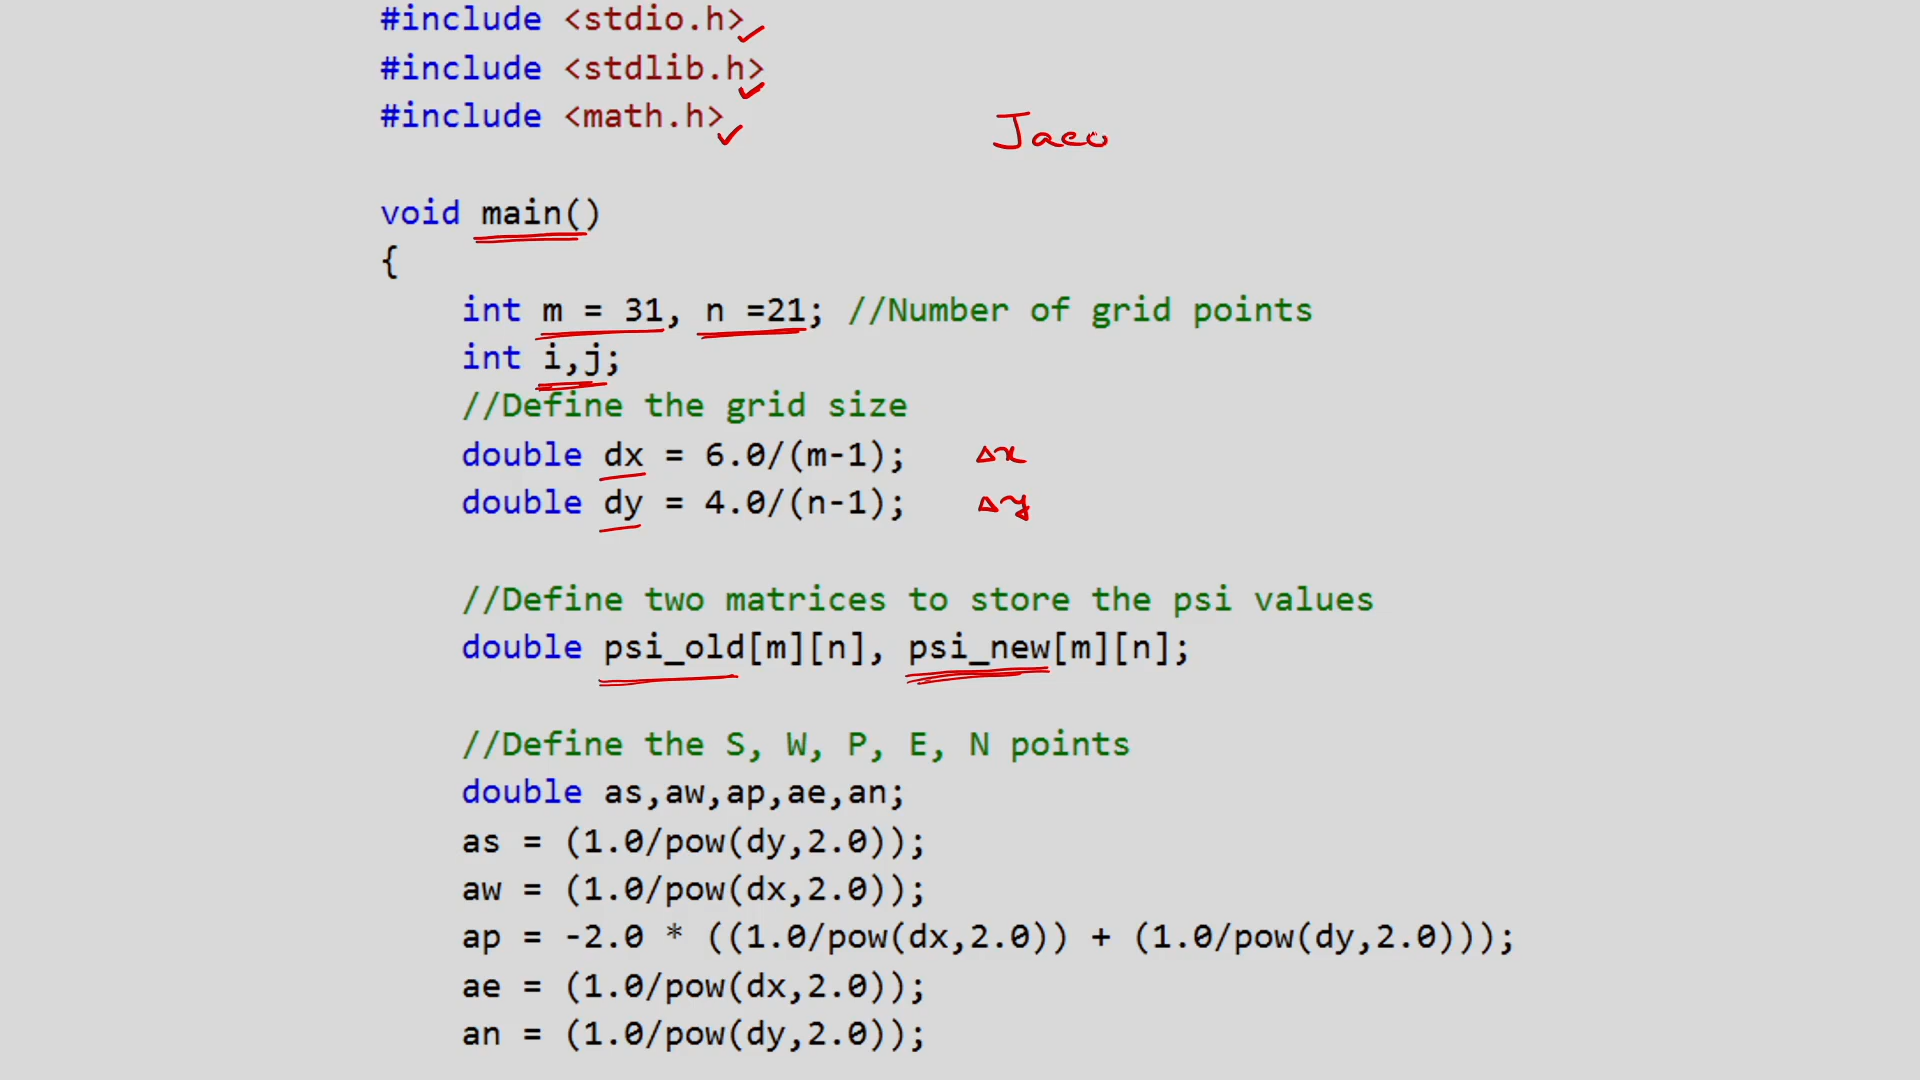 #include <stdio.h>
#include <stdlib.h>
#include <math.h>
Jaco
void main()
{
int m = 31, n =21; //Number of grid points
int i,j;
//Define the grid size
double dx = 6.0/(m-1); Δx
double dy = 4.0/(n-1); Δy
//Define two matrices to store the psi values
double psi_old[m][n], psi_new[m][n];
//Define the S, W, P, E, N points
double as,aw,ap,ae,an;
as = (1.0/pow(dy,2.0));
aw = (1.0/pow(dx,2.0));
ap = -2.0 * ((1.0/pow(dx,2.0)) + (1.0/pow(dy,2.0)));
ae = (1.0/pow(dx,2.0));
an = (1.0/pow(dy,2.0));